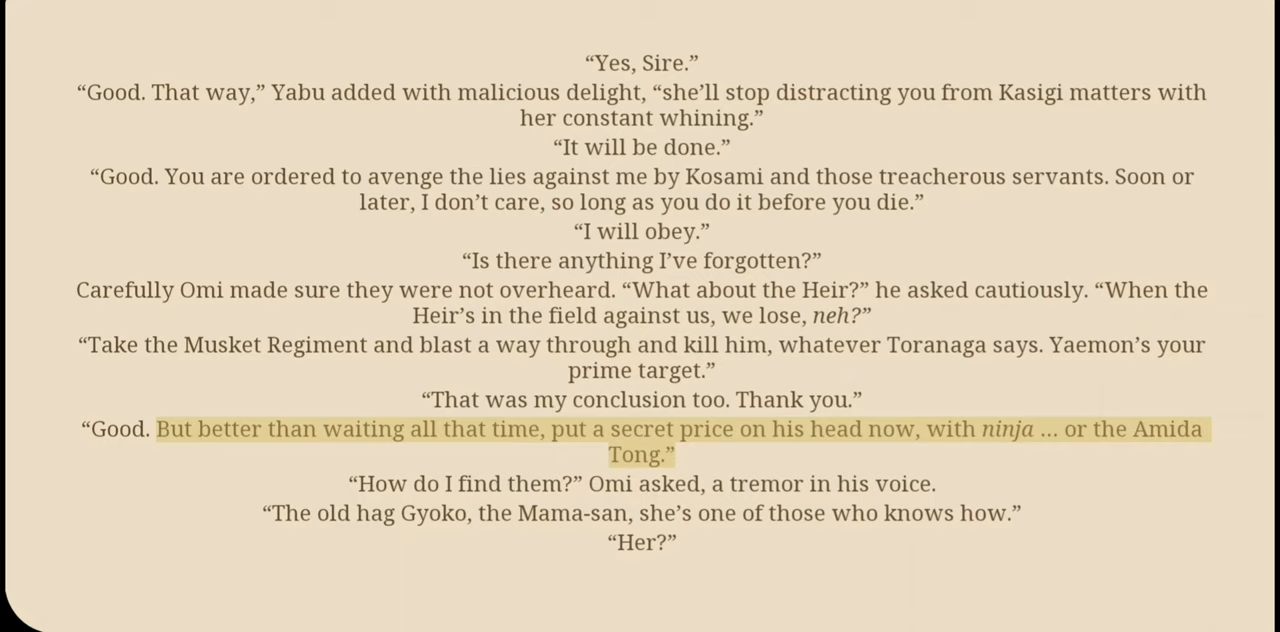 “Yes, Sire.”
“Good. That way,” Yabu added with malicious delight, “she’ll stop distracting you from Kasigi matters with
her constant whining.”
“It will be done.”
“Good. You are ordered to avenge the lies against me by Kosami and those treacherous servants. Soon or
later, I don’t care, so long as you do it before you die.”
“I will obey.”
“Is there anything I’ve forgotten?”
Carefully Omi made sure they were not overheard. “What about the Heir?” he asked cautiously. “When the
Heir’s in the field against us, we lose, neh?”
“Take the Musket Regiment and blast a way through and kill him, whatever Toranaga says. Yaemon’s your
prime target.”
“That was my conclusion too. Thank you.”
“Good. But better than waiting all that time, put a secret price on his head now, with ninja ... or the Amida
Tong.”
“How do I find them?” Omi asked, a tremor in his voice.
“The old hag Gyoko, the Mama-san, she’s one of those who knows how.”
“Her?”